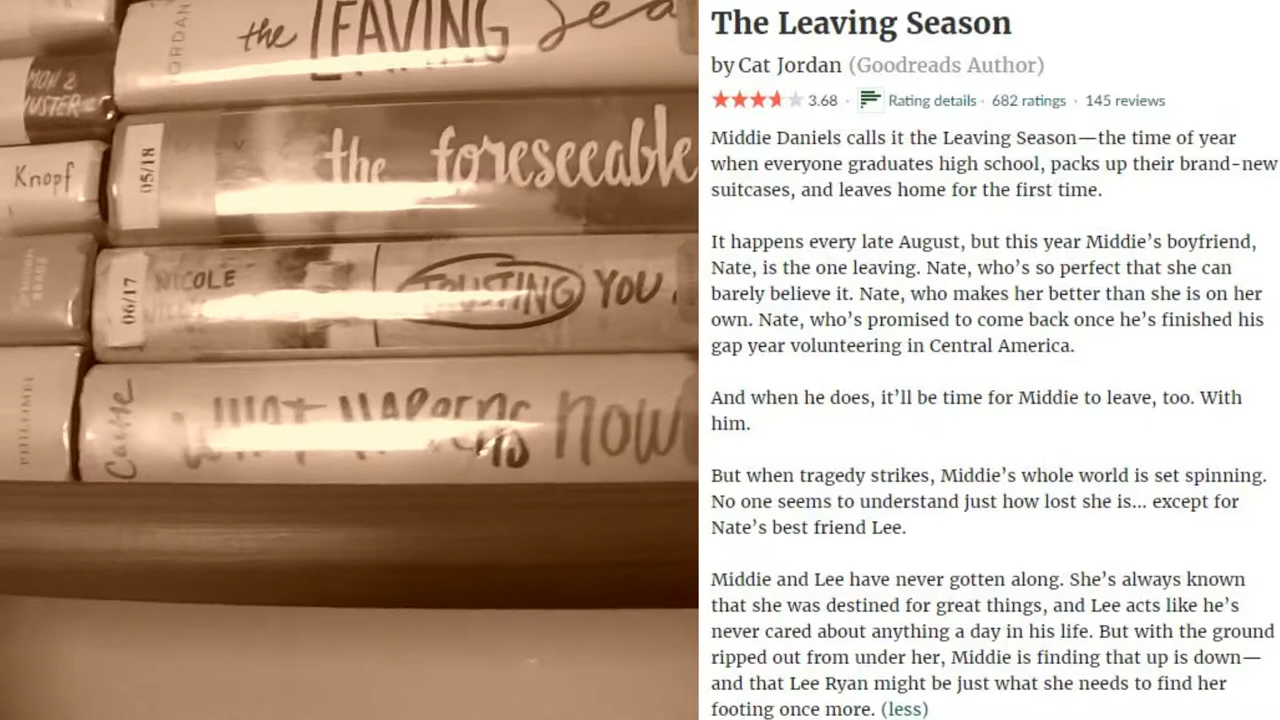 JORDAN
the LEAVING Sea
MON 2
Knopf
05/18
the foreseeable
06/17
NICOLE
TRUSTING YOU
Caitie
WHAT HAPPENS NOW
The Leaving Season
by Cat Jordan (Goodreads Author)
3.68 · Rating details · 682 ratings · 145 reviews
Middie Daniels calls it the Leaving Season—the time of year
when everyone graduates high school, packs up their brand-new
suitcases, and leaves home for the first time.
It happens every late August, but this year Middie’s boyfriend,
Nate, is the one leaving. Nate, who’s so perfect that she can
barely believe it. Nate, who makes her better than she is on her
own. Nate, who’s promised to come back once he’s finished his
gap year volunteering in Central America.
And when he does, it’ll be time for Middie to leave, too. With
him.
But when tragedy strikes, Middie’s whole world is set spinning.
No one seems to understand just how lost she is... except for
Nate’s best friend Lee.
Middie and Lee have never gotten along. She’s always known
that she was destined for great things, and Lee acts like he’s
never cared about anything a day in his life. But with the ground
ripped out from under her, Middie is finding that up is down—
and that Lee Ryan might be just what she needs to find her
footing once more. (less)